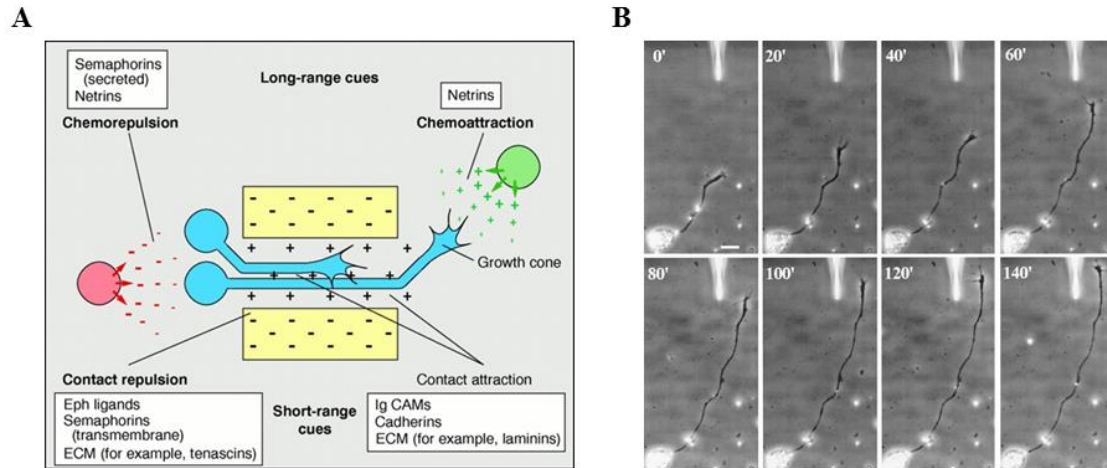 A
Semaphorins
(secreted)
Netrins
Chemorepulsion
Long-range cues
Netrins
Chemoattraction
Growth cone
Contact repulsion
Eph ligands
Semaphorins
(transmembrane)
ECM (for example, tenascins)
Short-range
cues
Contact attraction
Ig CAMs
Cadherins
ECM (for example, laminins)
B
0'
20'
40'
60'
80'
100'
120'
140'